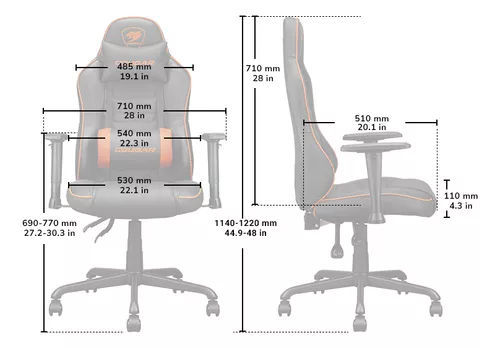 485 mm
19.1 in
710 mm
28 in
540 mm
22.3 in
COUGAR
530 mm
22.1 in
690-770 mm
27.2-30.3 in
710 mm
28 in
510 mm
20.1 in
110 mm
4.3 in
1140-1220 mm
44.9-48 in